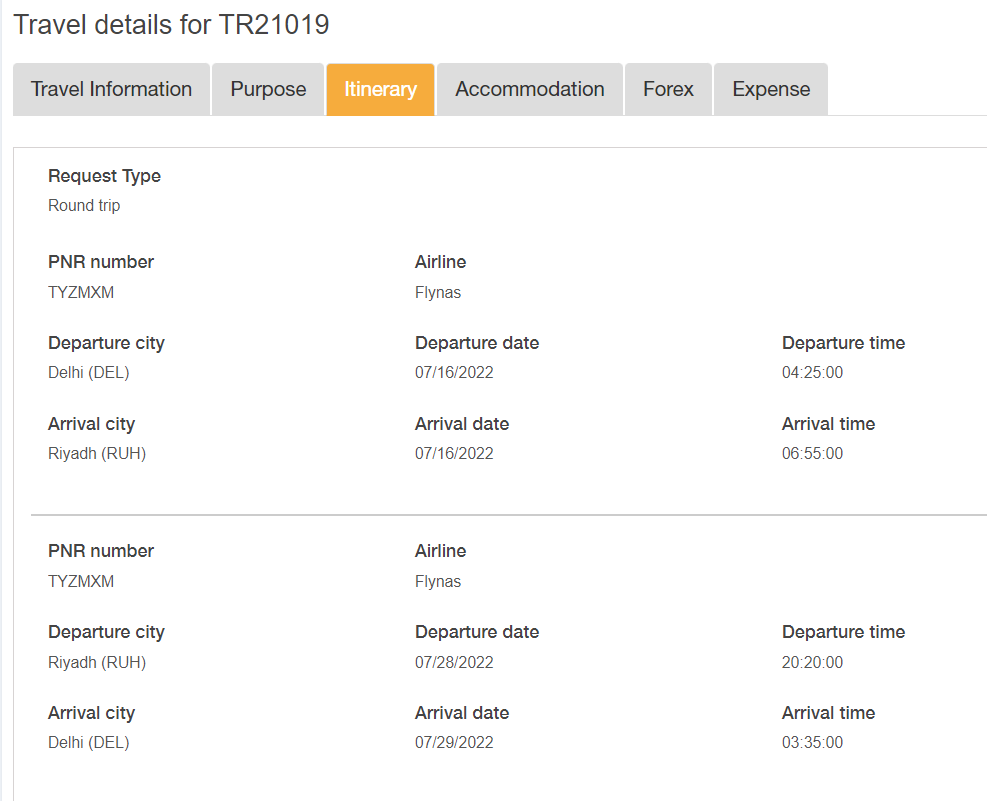 Travel details for TR21019
Travel Information Purpose Itinerary Accommodation Forex Expense
Request Type
Round trip
PNR number Airline
TYZMXM Flynas
Departure city Departure date Departure time
Delhi (DEL) 07/16/2022 04:25:00
Arrival city Arrival date Arrival time
Riyadh (RUH) 07/16/2022 06:55:00
PNR number Airline
TYZMXM Flynas
Departure city Departure date Departure time
Riyadh (RUH) 07/28/2022 20:20:00
Arrival city Arrival date Arrival time
Delhi (DEL) 07/29/2022 03:35:00